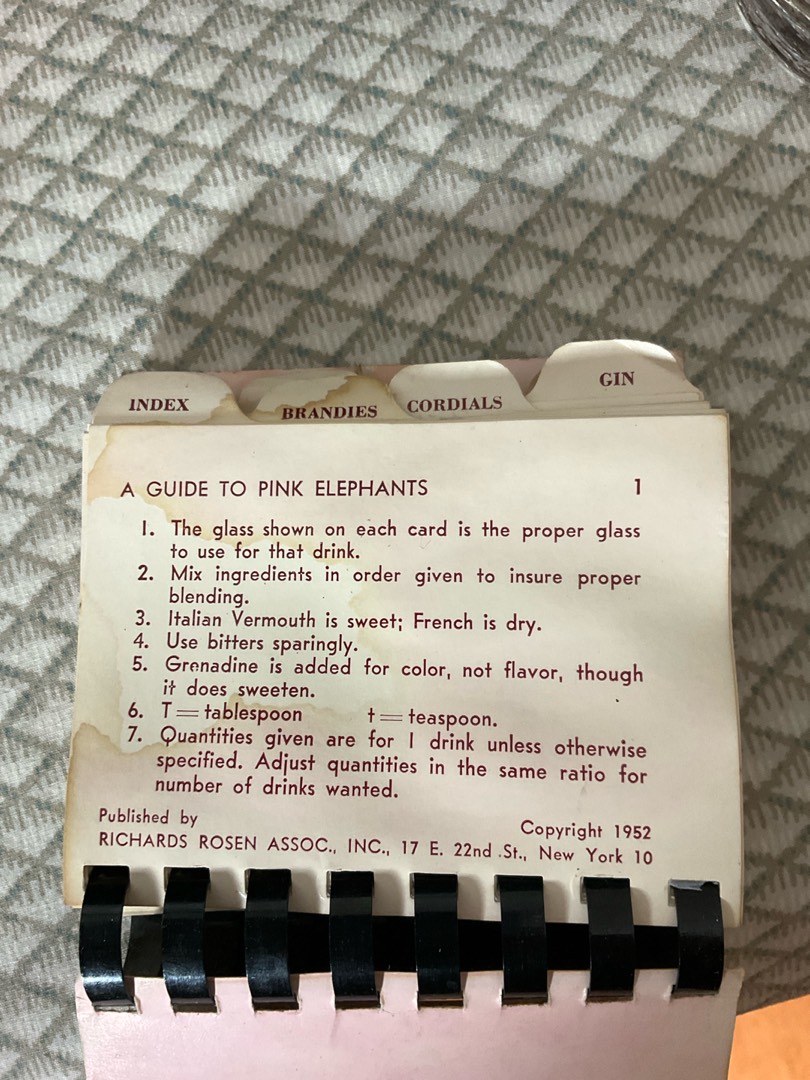 INDEX
BRANDIES
CORDIALS
GIN
A GUIDE TO PINK ELEPHANTS 1
1. The glass shown on each card is the proper glass
to use for that drink.
2. Mix ingredients in order given to insure proper
blending.
3. Italian Vermouth is sweet; French is dry.
4. Use bitters sparingly.
5. Grenadine is added for color, not flavor, though
it does sweeten.
6. T = tablespoon t = teaspoon.
7. Quantities given are for 1 drink unless otherwise
specified. Adjust quantities in the same ratio for
number of drinks wanted.
Published by Copyright 1952
RICHARDS ROSEN ASSOC., INC., 17 E. 22nd St., New York 10